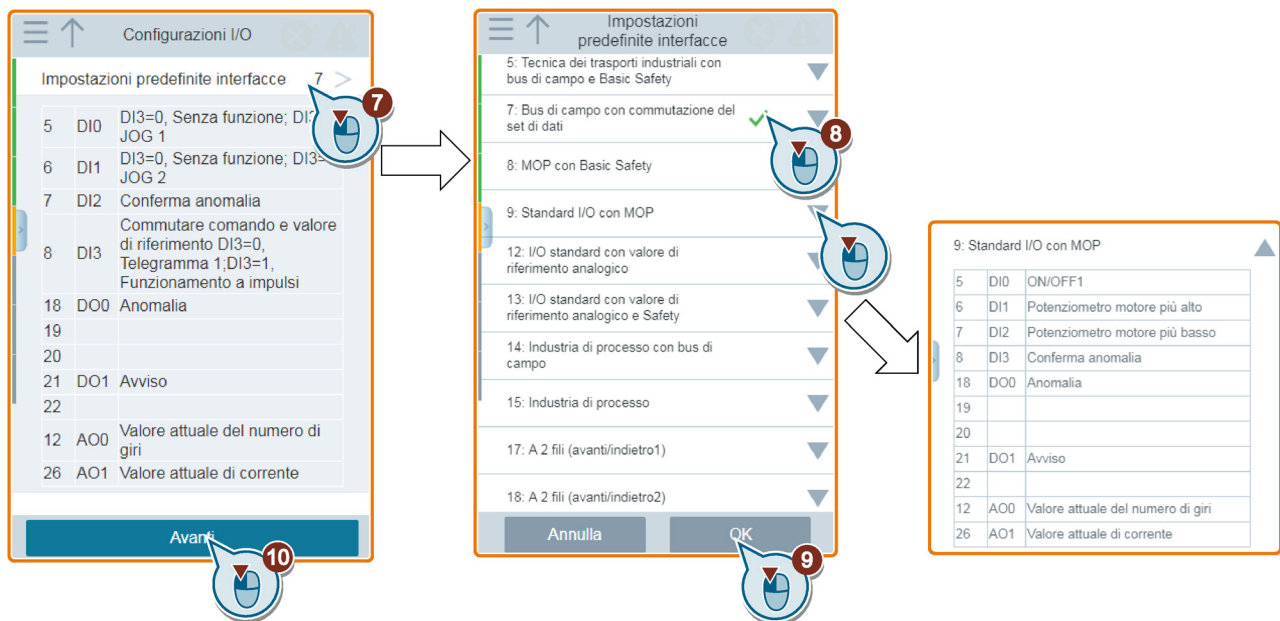 Configurazioni I/O
Impostazioni predefinite interfacce 7 >
7
5 DI0 DI3=0, Senza funzione;
JOG 1
6 DI1 DI3=0, Senza funzione;
JOG 2
7 DI2 Conferma anomalia
8 DI3 Commutare comando e valore
di riferimento DI3=0,
Telegramma 1;DI3=1,
Funzionamento a impulsi
18 DO0 Anomalia
19
20
21 DO1 Avviso
22
12 AO0 Valore attuale del numero di
giri
26 AO1 Valore attuale di corrente
Avanti
10
Impostazioni
predefinite interfacce
5: Tecnica dei trasporti industriali con
bus di campo e Basic Safety
7: Bus di campo con commutazione del
set di dati
8
8: MOP con Basic Safety
9: Standard I/O con MOP
12: I/O standard con valore di
riferimento analogico
13: I/O standard con valore di
riferimento analogico e Safety
14: Industria di processo con bus di
campo
15: Industria di processo
17: A 2 fili (avanti/indietro1)
18: A 2 fili (avanti/indietro2)
Annulla OK
9
9: Standard I/O con MOP
5 DI0 ON/OFF1
6 DI1 Potenziometro motore più alto
7 DI2 Potenziometro motore più basso
8 DI3 Conferma anomalia
18 DO0 Anomalia
19
20
21 DO1 Avviso
22
12 AO0 Valore attuale del numero di giri
26 AO1 Valore attuale di corrente